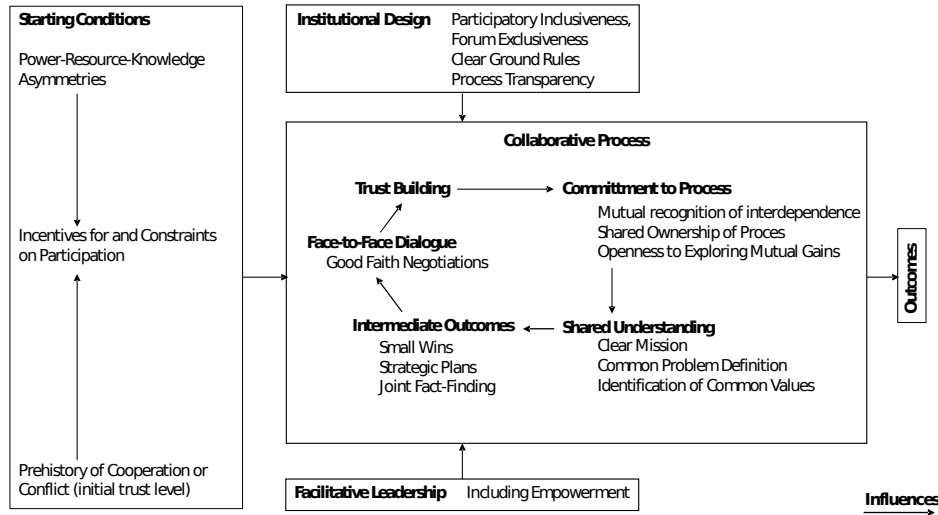 Starting Conditions
Power-Resource-Knowledge
Asymmetries
Incentives for and Constraints
on Participation
Prehistory of Cooperation or
Conflict (initial trust level)
Institutional Design
Participatory Inclusiveness,
Forum Exclusiveness
Clear Ground Rules
Process Transparency
Collaborative Process
Trust Building
Committment to Process
Mutual recognition of interdependence
Shared Ownership of Proces
Openness to Exploring Mutual Gains
Face-to-Face Dialogue
Good Faith Negotiations
Intermediate Outcomes
Small Wins
Strategic Plans
Joint Fact-Finding
Shared Understanding
Clear Mission
Common Problem Definition
Identification of Common Values
Facilitative Leadership Including Empowerment
Outcomes
Influences